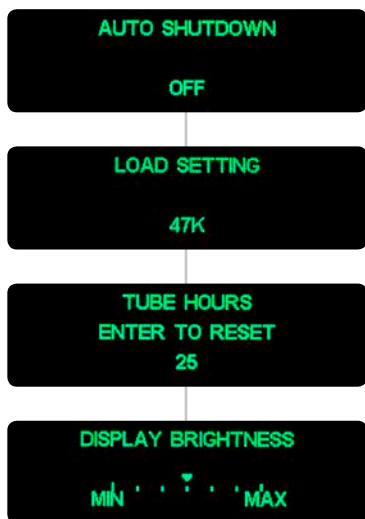 AUTO SHUTDOWN
OFF
LOAD SETTING
47K
TUBE HOURS
ENTER TO RESET
25
DISPLAY BRIGHTNESS
MIN MAX